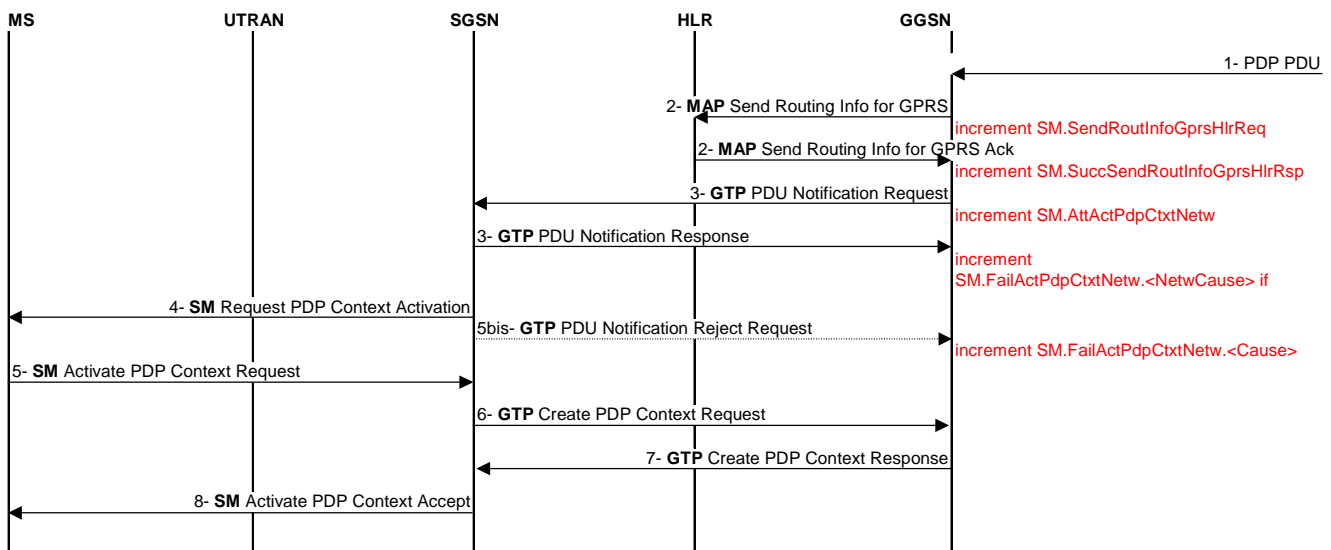 MS UTRAN SGSN HLR GGSN
1- PDP PDU
2- MAP Send Routing Info for GPRS
increment SM.SendRoutInfoGprsHlrReq
2- MAP Send Routing Info for GPRS Ack
increment SM.SuccSendRoutInfoGprsHlrRsp
3- GTP PDU Notification Request
increment SM.AttActPdpCtxtNetw
3- GTP PDU Notification Response
increment
SM.FailActPdpCtxtNetw.<NetwCause> if
4- SM Request PDP Context Activation
5bis- GTP PDU Notification Reject Request
increment SM.FailActPdpCtxtNetw.<Cause>
5- SM Activate PDP Context Request
6- GTP Create PDP Context Request
7- GTP Create PDP Context Response
8- SM Activate PDP Context Accept